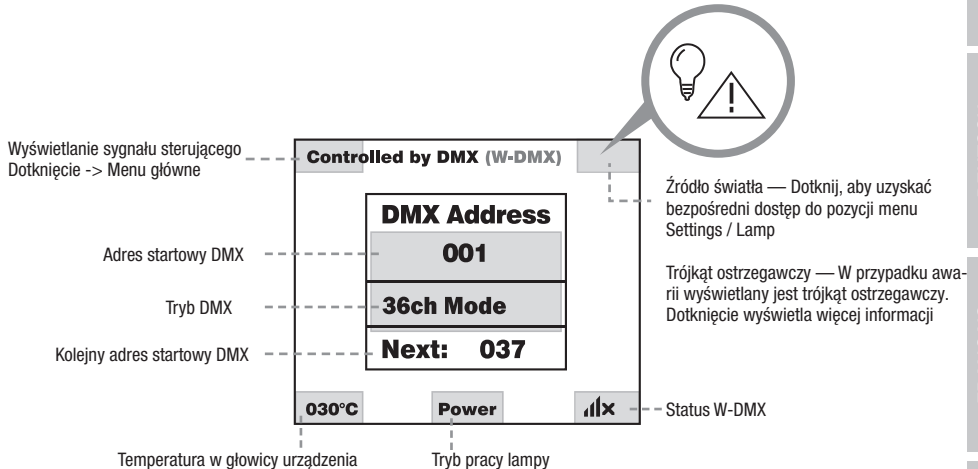 Wyświetlanie sygnału sterującego
Dotknięcie -> Menu główne
Controlled by DMX (W-DMX)
Źródło światła — Dotknij, aby uzyskać
bezpośredni dostęp do pozycji menu
Settings / Lamp
Trójkąt ostrzegawczy — W przypadku awa-
rii wyświetlany jest trójkąt ostrzegawczy.
Dotknięcie wyświetla więcej informacji
DMX Address
Adres startowy DMX
001
Tryb DMX
36ch Mode
Kolejny adres startowy DMX
Next: 037
030°C
Power
Status W-DMX
Temperatura w głowicy urządzenia
Tryb pracy lampy